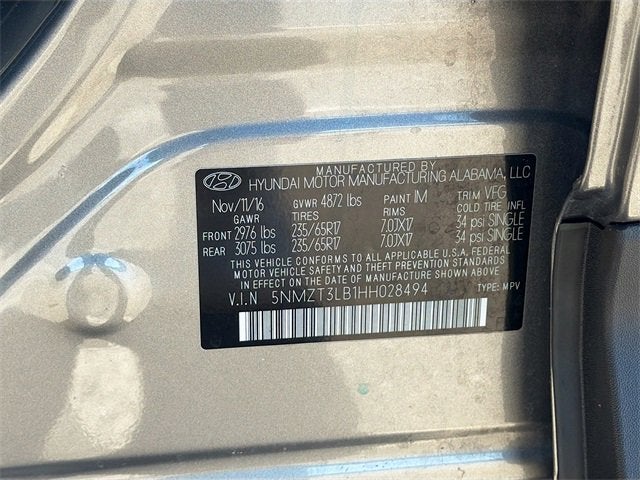 MANUFACTURED BY
HYUNDAI MOTOR MANUFACTURING ALABAMA, LLC
Nov/11/16 GVWR 4872 lbs PAINT IM TRIM VFG
GAWR TIRES RIMS COLD TIRE INFL
FRONT 2976 lbs 235/65R17 7.0JX17 34 psi SINGLE
REAR 3075 lbs 235/65R17 7.0JX17 34 psi SINGLE
THIS VEHICLE CONFORMS TO ALL APPLICABLE U.S.A. FEDERAL
MOTOR VEHICLE SAFETY STANDARDS IN EFFECT ON THE
DATE OF MANUFACTURE SHOWN ABOVE.
V.I.N 5NMZT3LB1HH028494 TYPE: MPV